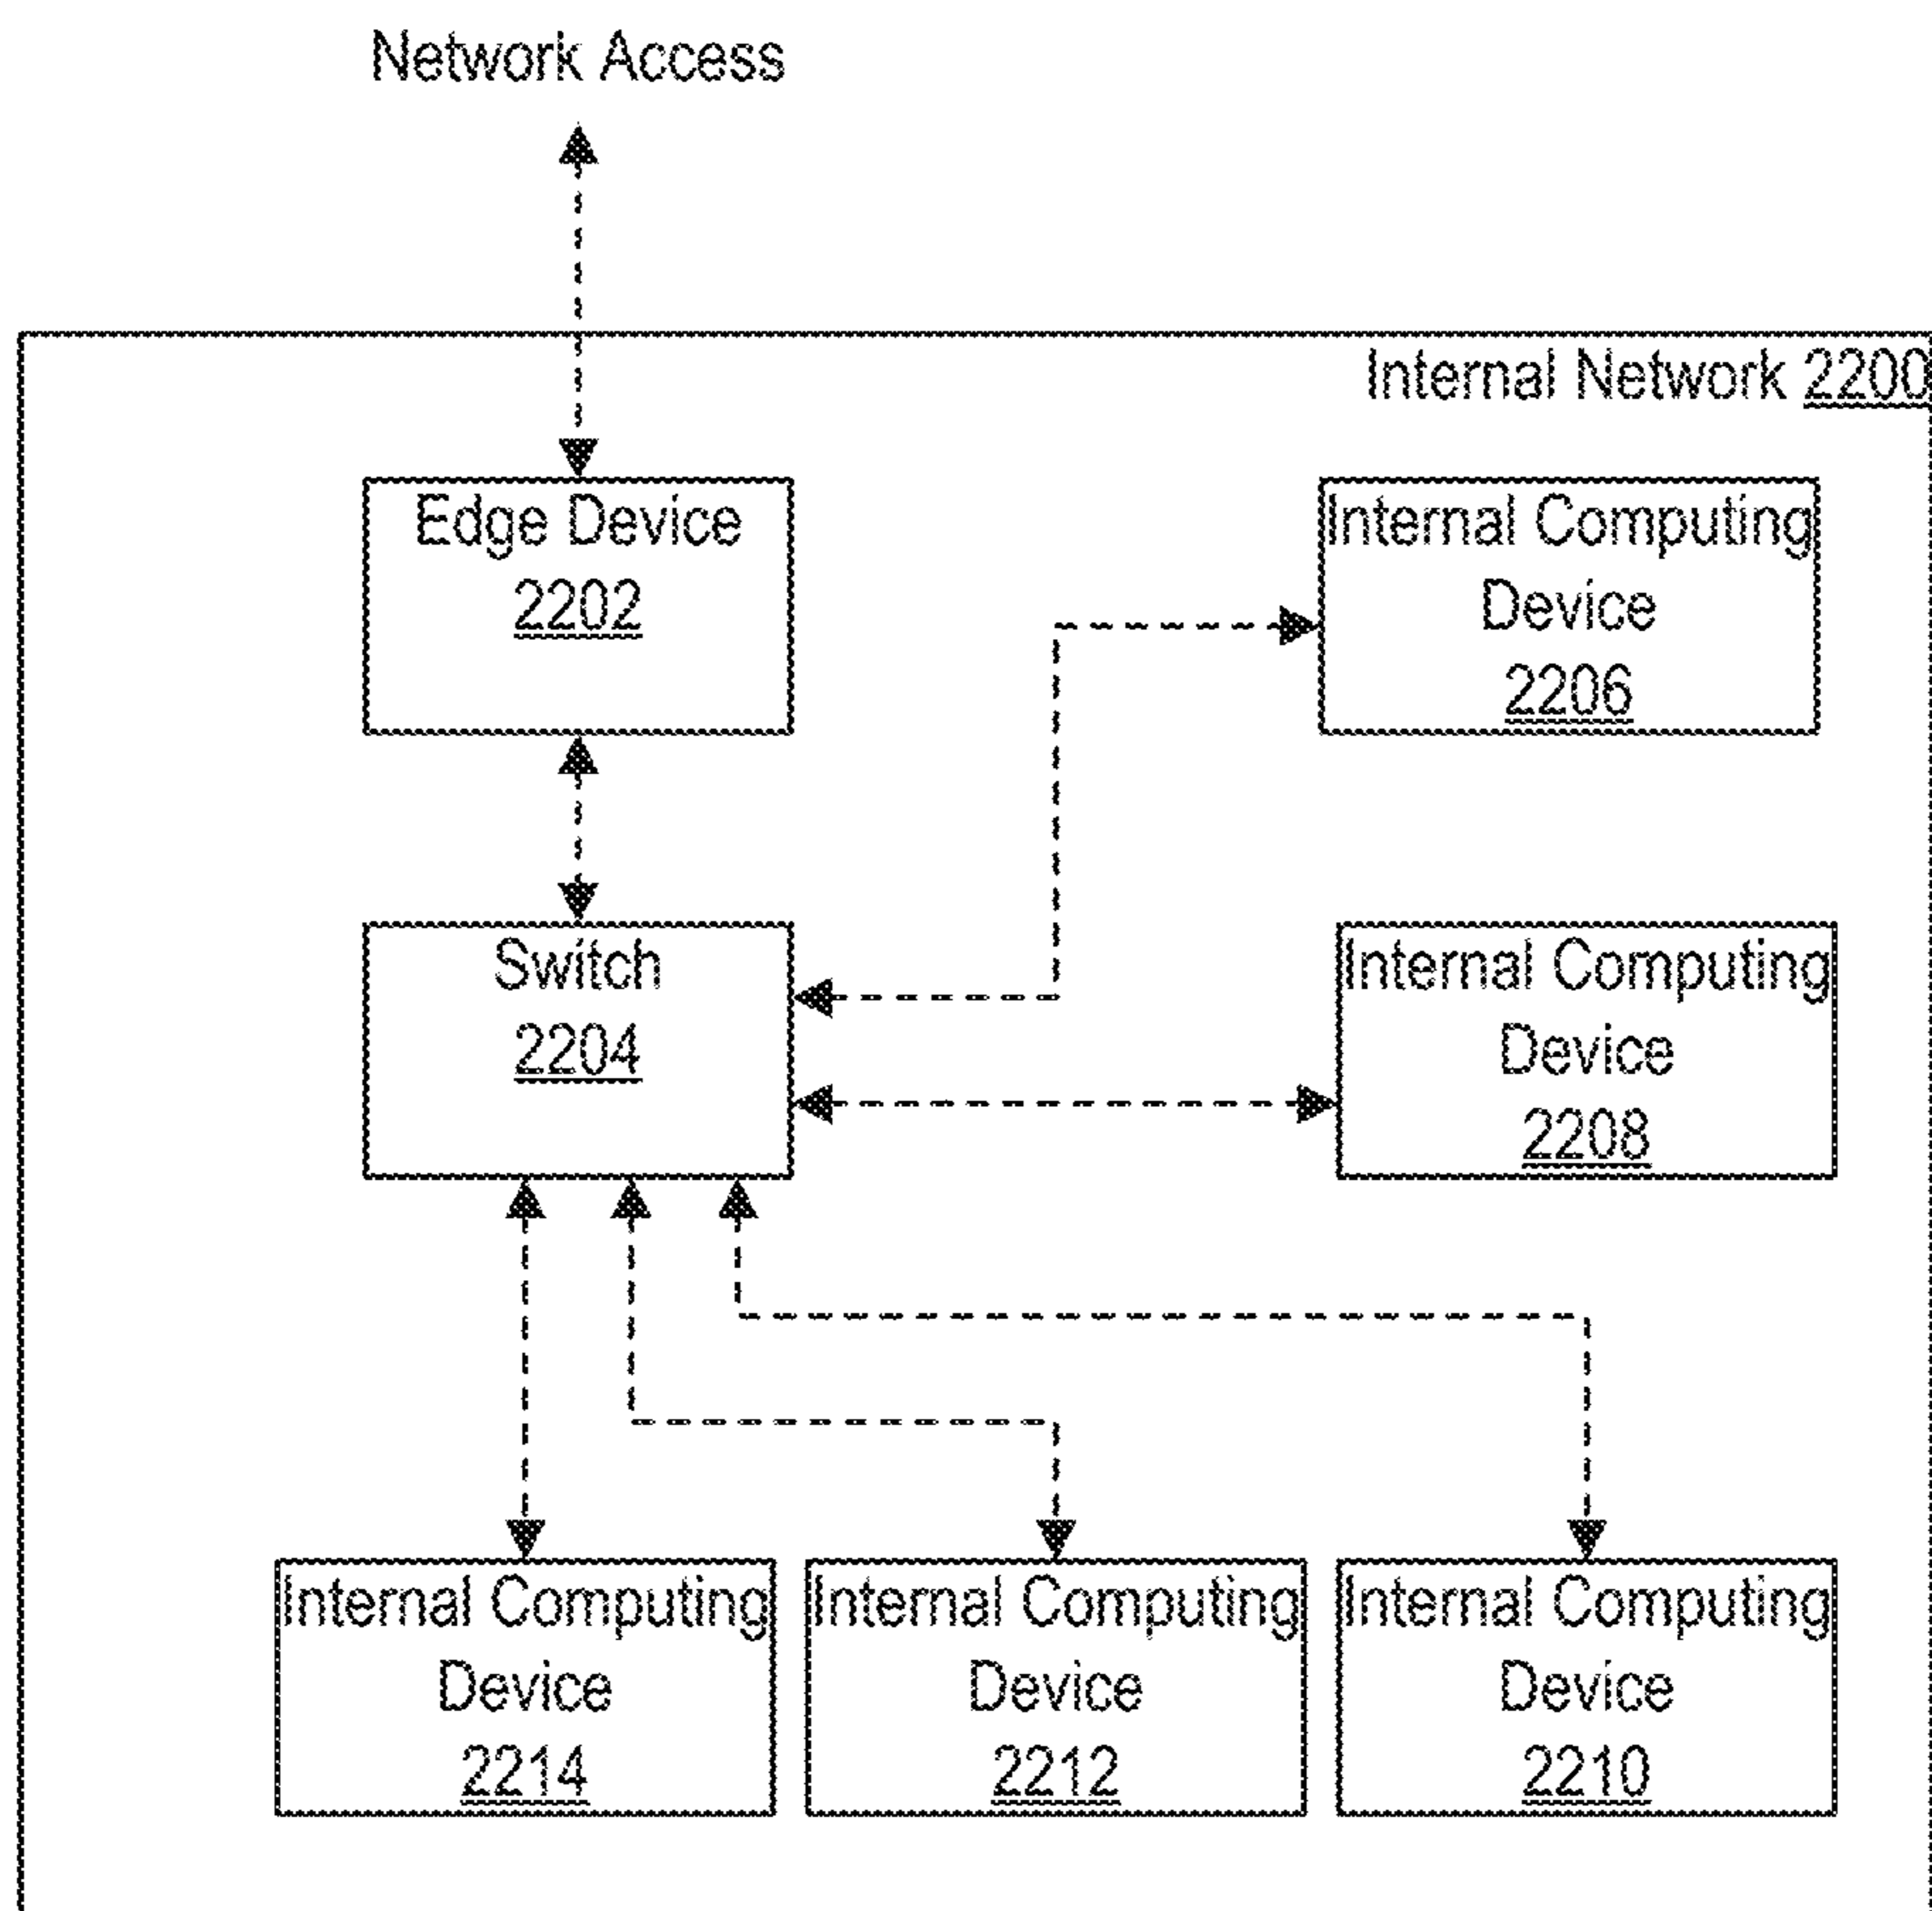 Network Access
Internal Network 2200
Edge Device
2202
Internal Computing
Device
2206
Switch
2204
Internal Computing
Device
2208
Internal Computing
Device
2214
Internal Computing
Device
2212
Internal Computing
Device
2210